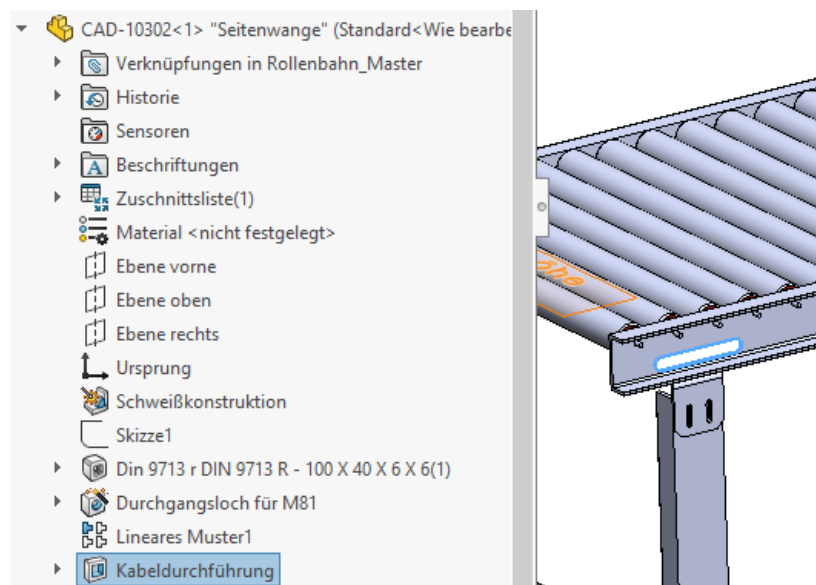 CAD-10302<1> "Seitenwange" (Standard<Wie bearbe
Verknüpfungen in Rollenbahn_Master
Historie
Sensoren
A Beschriftungen
Zuschnittsliste(1)
Material <nicht festgelegt>
Ebene vorne
Ebene oben
Ebene rechts
Ursprung
Schweißkonstruktion
Skizze1
Din 9713 r DIN 9713 R - 100 X 40 X 6 X 6(1)
Durchgangsloch für M81
Lineares Muster1
Kabeldurchführung